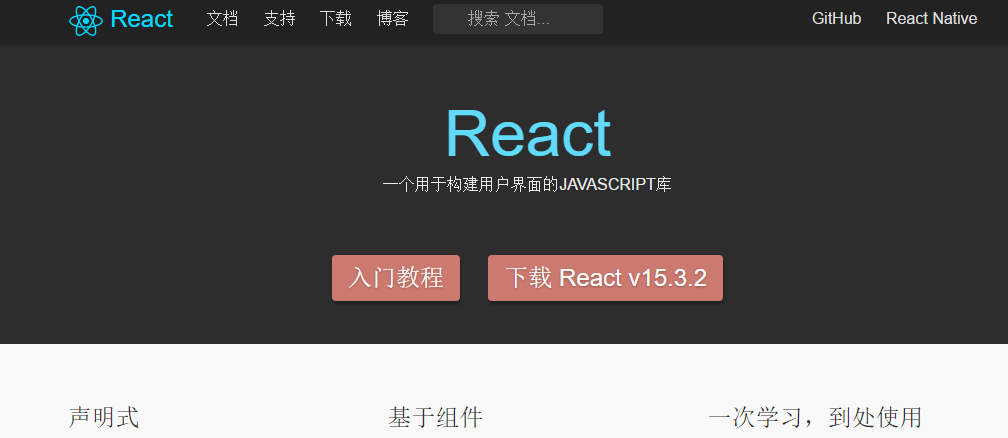 React 文档 支持 下载 博客 搜索 文档... GitHub React Native
React
一个用于构建用户界面的JAVASCRIPT库
入门教程 下载 React v15.3.2
声明式 基于组件 一次学习，到处使用